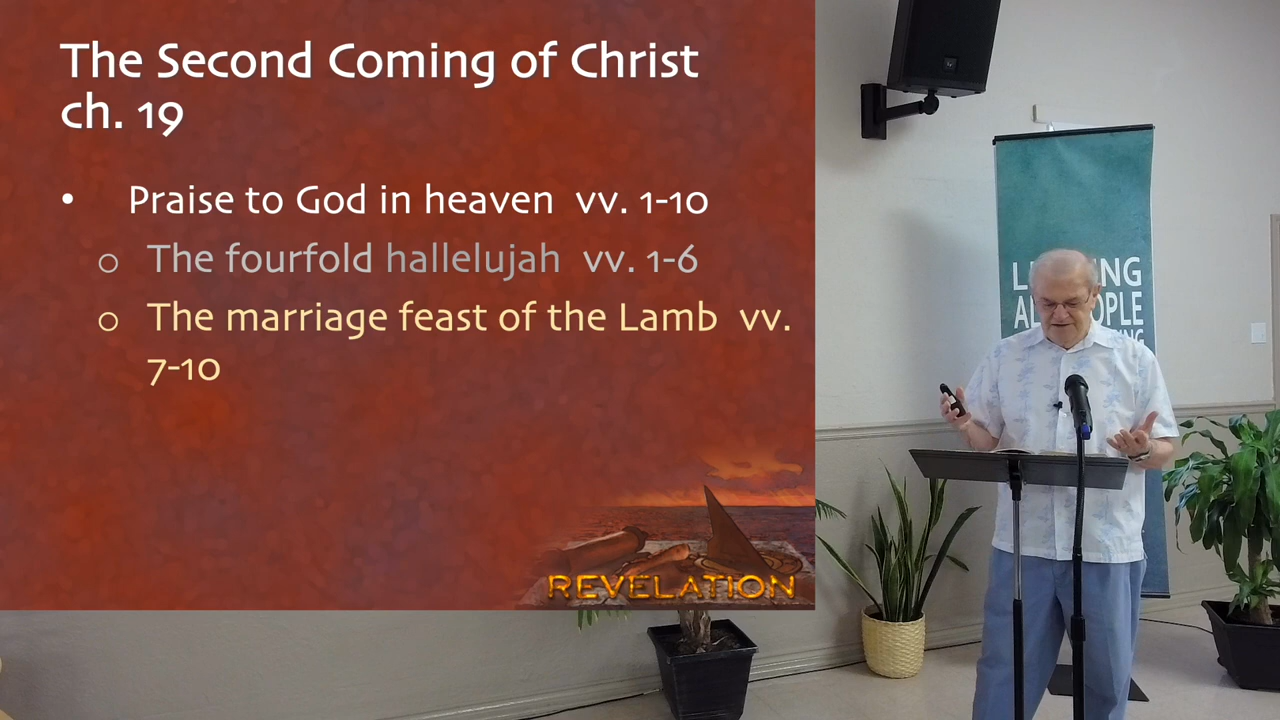 The Second Coming of Christ
ch. 19
• Praise to God in heaven vv. 1-10
o The fourfold hallelujah vv. 1-6
o The marriage feast of the Lamb vv.
7-10
REVELATION